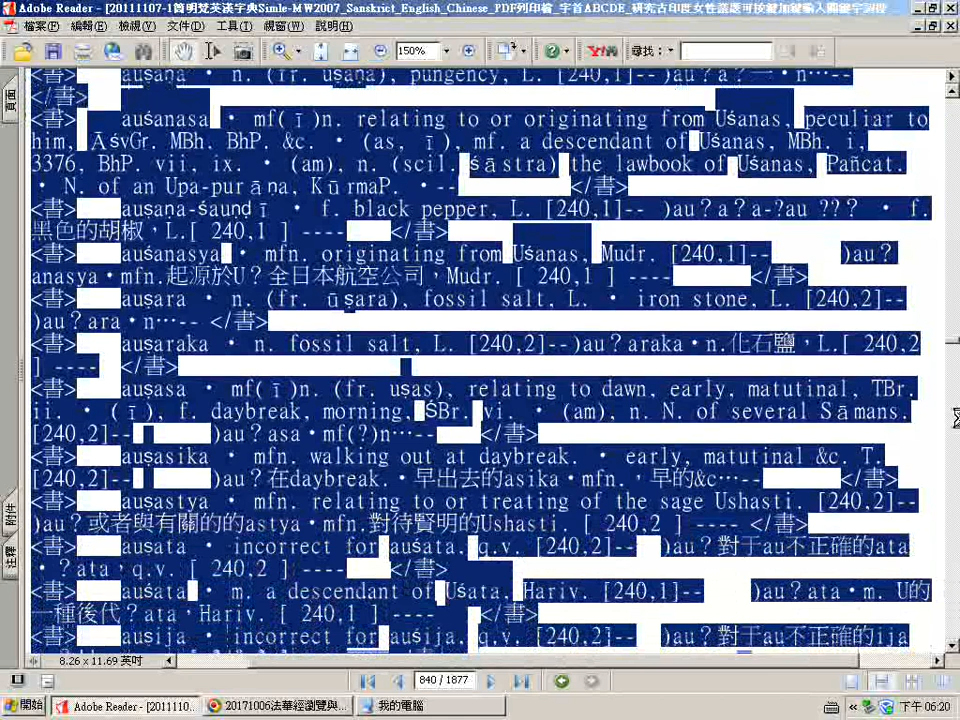 Adobe Reader - [20111107-1簡明梵英漢字典Simle-MW2007_Sanskrit_English_Chinese_PDF列印檔_字首ABCDE_研究古印度女性議題可按搜尋鍵輸入關鍵字詞搜
檔案(F) 編輯(E) 檢視(V) 文件(D) 工具(T) 視窗(W) 說明(H)
150% 尋找：
頁面
附件
註釋
<書> auṣaṇa • n. (fr. uṣaṇa), pungency, L. [240,1]-- )au？a？一•n…--
</書>
<書> auśanasa • mf(ī)n. relating to or originating from Uśanas, peculiar to
him, ĀśvGṛ. MBh. BhP. &c. • (as, ī), mf. a descendant of Uśanas, MBh. i,
3376, BhP. vii, ix. • (am), n. (scil. śāstra) the lawbook of Uśanas, Pañcat.
• N. of an Upa-purāṇa, KūrmaP. •-- </書>
<書> auṣaṇa-śauṇḍī • f. black pepper, L. [240,1]-- )au？a？a-?au ??？ • f.
黑色的胡椒，L.[ 240,1 ] ---- </書>
<書> auśanasya • mfn. originating from Uśanas, Mudr. [240,1]-- )au？
anasya•mfn.起源於U？全日本航空公司，Mudr. [ 240,1 ] ---- </書>
<書> auṣara • n. (fr. ūṣara), fossil salt, L. • iron stone, L. [240,2]--
)au？ara•n…-- </書>
<書> auṣaraka • n. fossil salt, L. [240,2]--)au？araka•n.化石鹽，L.[ 240,2
] ---- </書>
<書> auṣasa • mf(ī)n. (fr. uṣas), relating to dawn, early, matutinal, TBr.
ii. • (ī), f. daybreak, morning, ŚBr. vi. • (am), n. N. of several Sāmans.
[240,2]-- )au？asa•mf(?)n…-- </書>
<書> auṣasika • mfn. walking out at daybreak. • early, matutinal &c. T.
[240,2]-- )au？在daybreak.•早出去的asika•mfn.，早的&c…-- </書>
<書> auṣastya • mfn. relating to or treating of the sage Ushasti. [240,2]--
)au？或者與有關的的astya•mfn.對待賢明的Ushasti. [ 240,2 ] ---- </書>
<書> auṣata • incorrect for auśata, q.v. [240,2]-- )au？對于au不正確的ata
•？ata，q.v. [ 240,2 ] ---- </書>
<書> auśata • m. a descendant of Uśata, Hariv. [240,1]-- )au？ata•m. U的
一種後代？ata，Hariv. [ 240,1 ] ---- </書>
<書> auṣija • incorrect for auśija, q.v. [240,2]-- )au？對于au不正確的ija
8.26 x 11.69 英吋
840 / 1877
開始 Adobe Reader - [2011110... 20171006法華經瀏覽與... 我的電腦 下午 06:20